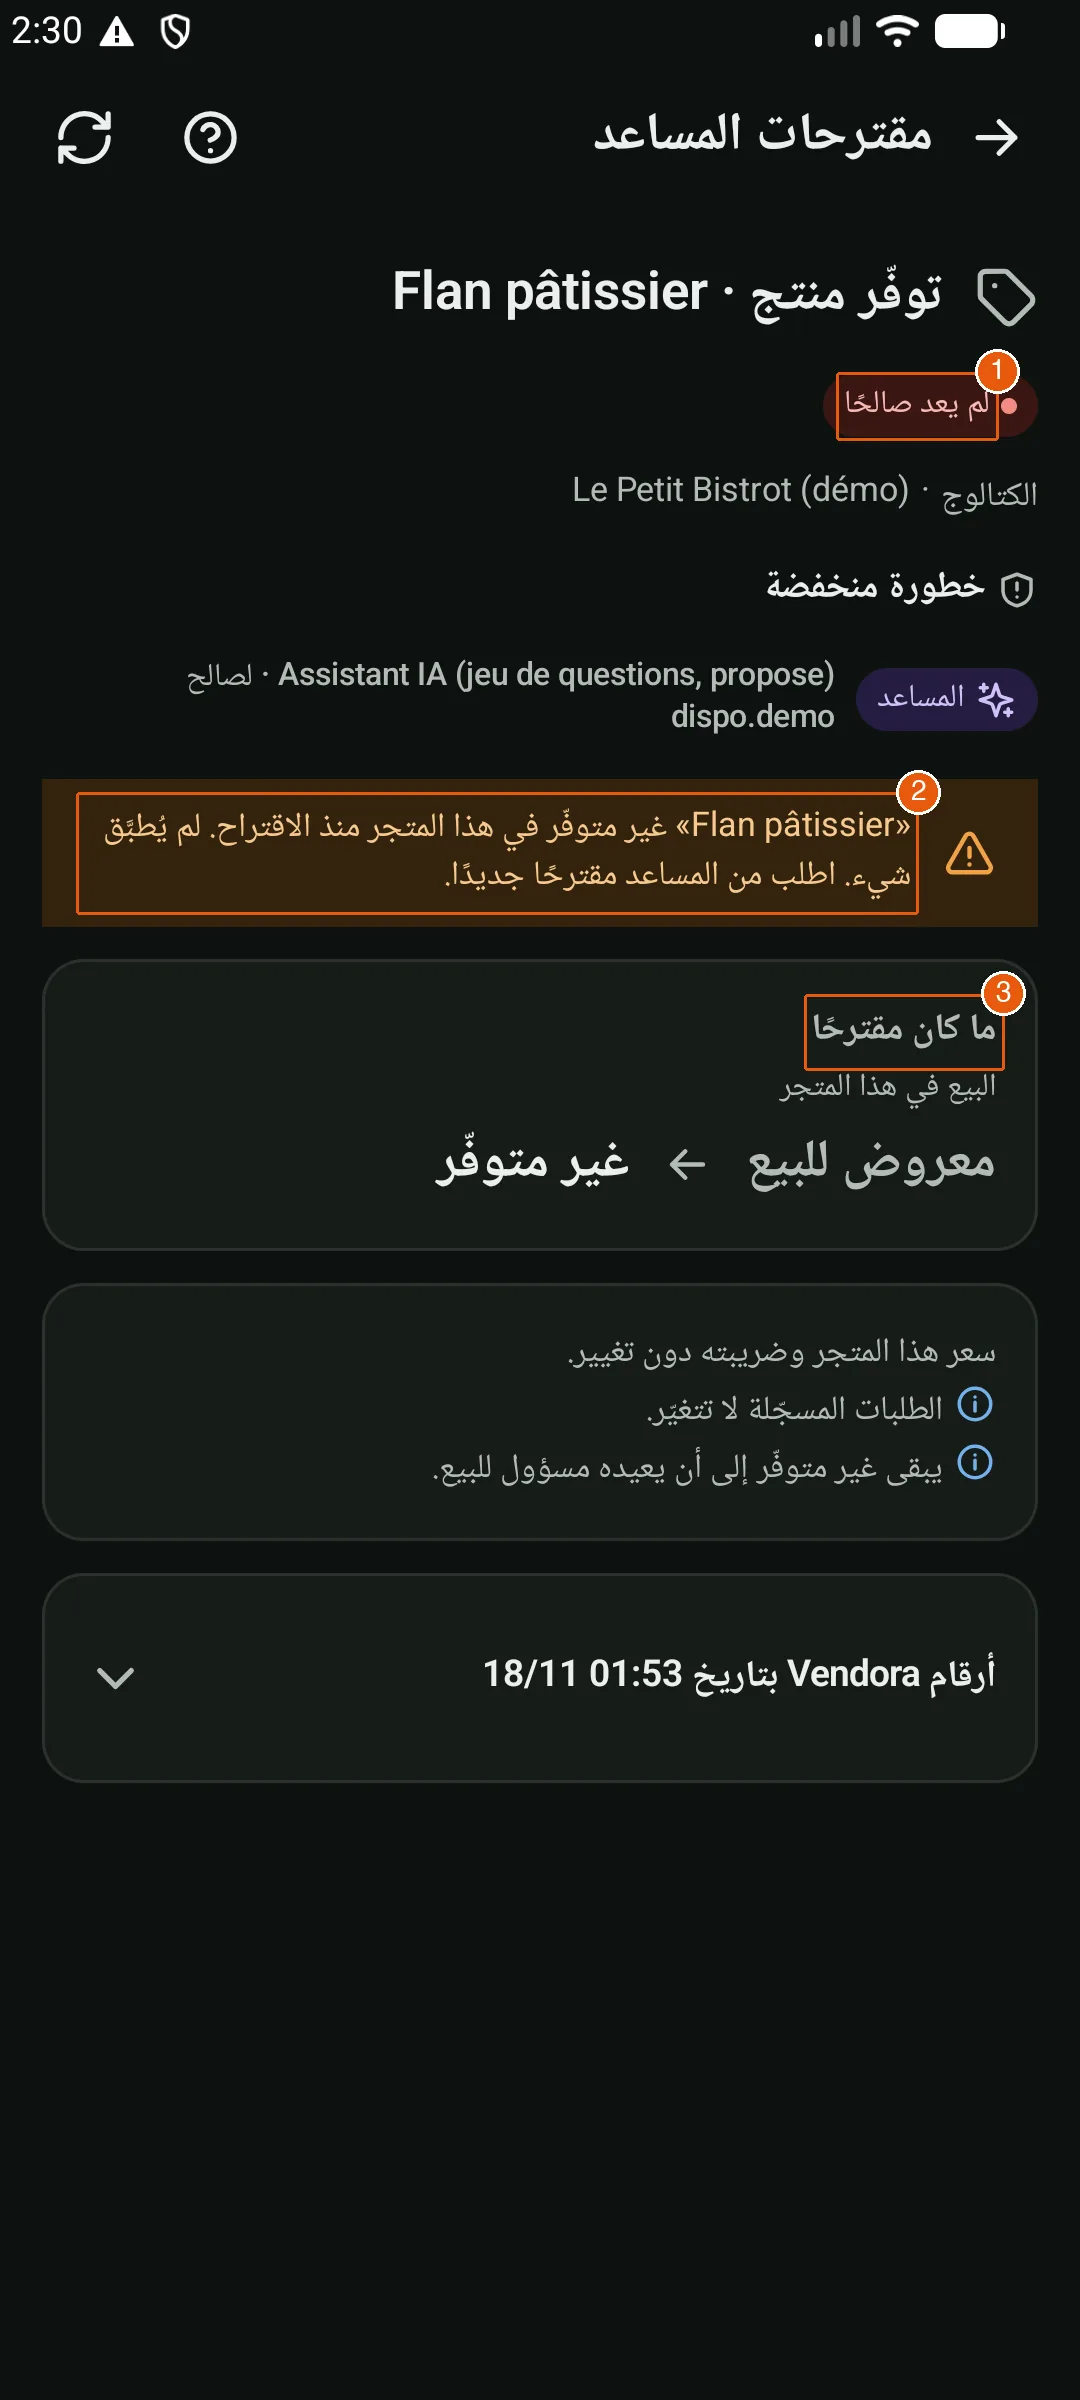 2:30
مقترحات المساعد
توفّر منتج · Flan pâtissier
1
لم يعد صالحًا
الكتالوج · Le Petit Bistrot (démo)
خطورة منخفضة
المساعد
Assistant IA (jeu de questions, propose) · لصالح
dispo.demo
2
«Flan pâtissier» غير متوفّر في هذا المتجر منذ الاقتراح. لم يُطبَّق
شيء. اطلب من المساعد مقترحًا جديدًا.
3
ما كان مقترحًا
البيع في هذا المتجر
معروض للبيع ← غير متوفّر
سعر هذا المتجر وضريبته دون تغيير.
الطلبات المسجّلة لا تتغيّر.
يبقى غير متوفّر إلى أن يعيده مسؤول للبيع.
أرقام Vendora بتاريخ 18/11 01:53